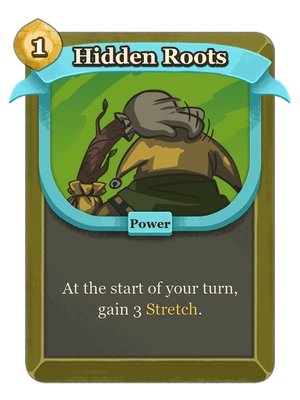 1
Hidden Roots
Power
At the start of your turn,
gain 3 Stretch.